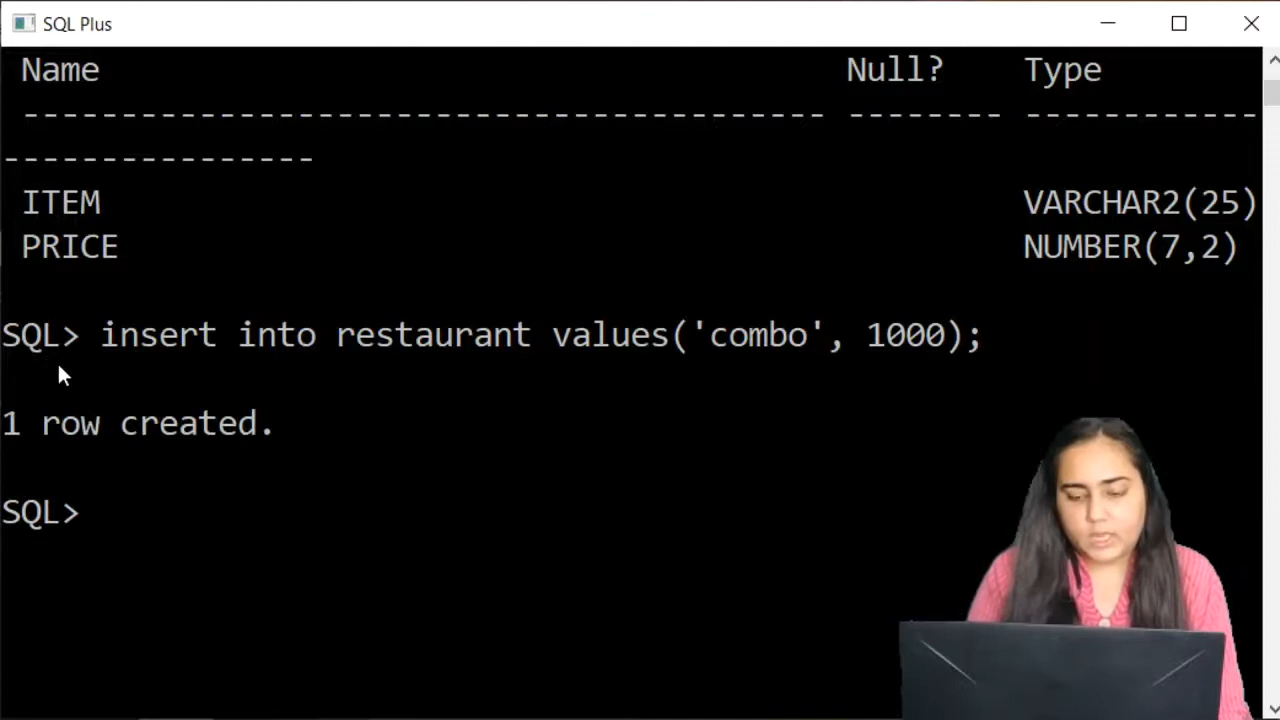 SQL Plus
Name Null? Type
----------------------------------------- -------- ------------
----------------
ITEM VARCHAR2(25)
PRICE NUMBER(7,2)
SQL> insert into restaurant values('combo', 1000);
1 row created.
SQL>